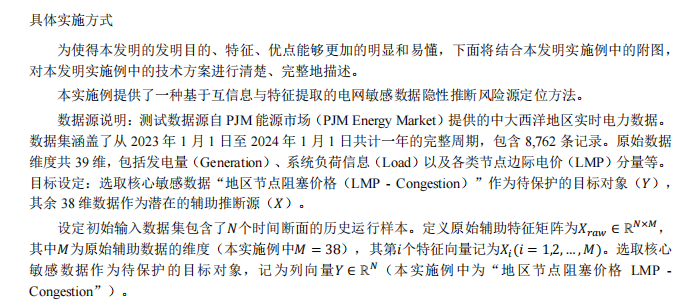 具体实施方式
为使得本发明的发明目的、特征、优点能够更加的明显和易懂，下面将结合本发明实施例中的附图，
对本发明实施例中的技术方案进行清楚、完整地描述。
本实施例提供了一种基于互信息与特征提取的电网敏感数据隐性推断风险源定位方法。
数据源说明：测试数据源自 PJM 能源市场（PJM Energy Market）提供的中大西洋地区实时电力数据。
数据集涵盖了从 2023 年 1 月 1 日至 2024 年 1 月 1 日共计一年的完整周期，包含 8,762 条记录。原始数据
维度共 39 维，包括发电量（Generation）、系统负荷信息（Load）以及各类节点边际电价（LMP）分量等。
目标设定：选取核心敏感数据“地区节点阻塞价格（LMP - Congestion）”作为待保护的目标对象（Y），
其余 38 维数据作为潜在的辅助推断源（X）。
设定初始输入数据集包含了N个时间断面的历史运行样本。定义原始辅助特征矩阵为X_raw ∈ ℝ^{N×M}，
其中M为原始辅助数据的维度（本实施例中M = 38），其第i个特征向量记为X_i(i = 1,2, ... , M)。选取核心
敏感数据作为待保护的目标对象，记为列向量Y ∈ ℝ^N（本实施例中为“地区节点阻塞价格 LMP -
Congestion”）。